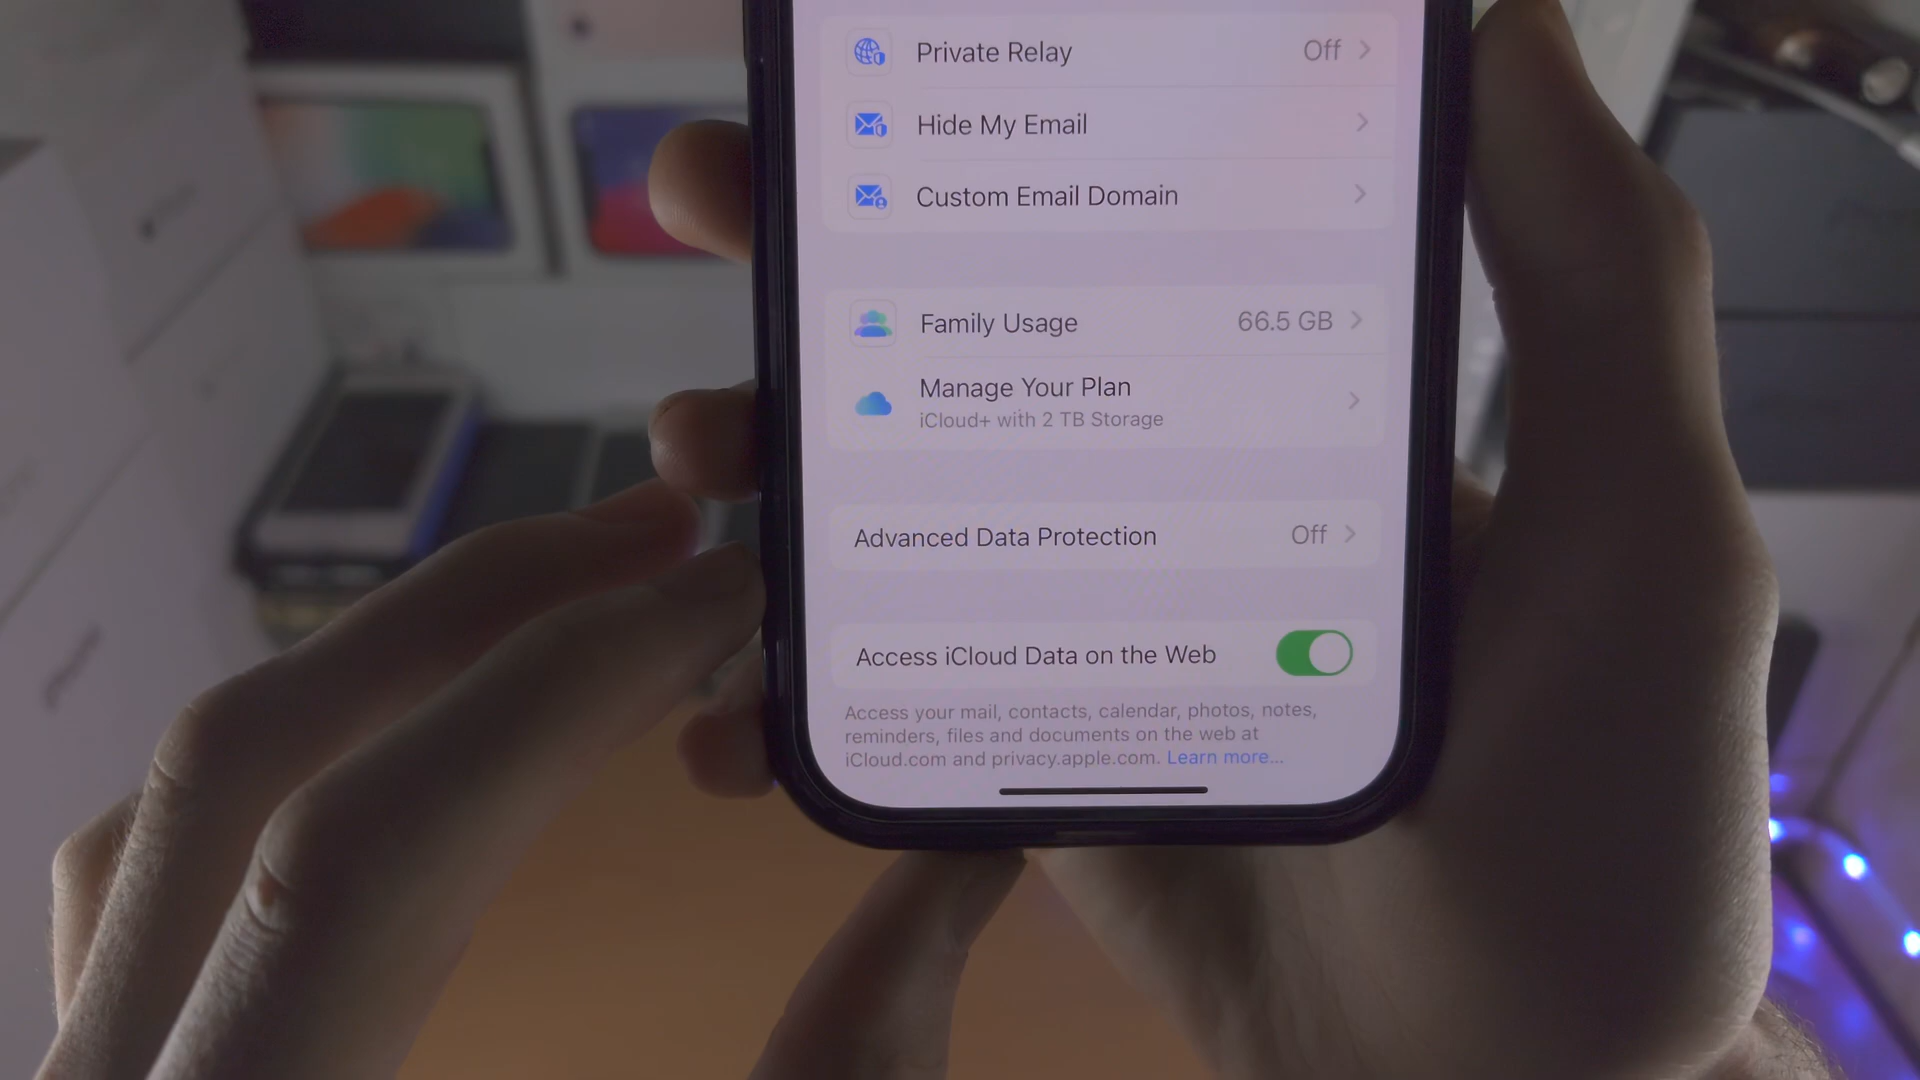 Private Relay Off
Hide My Email
Custom Email Domain
Family Usage 66.5 GB
Manage Your Plan
iCloud+ with 2 TB Storage
Advanced Data Protection Off
Access iCloud Data on the Web
Access your mail, contacts, calendar, photos, notes,
reminders, files and documents on the web at
iCloud.com and privacy.apple.com. Learn more...